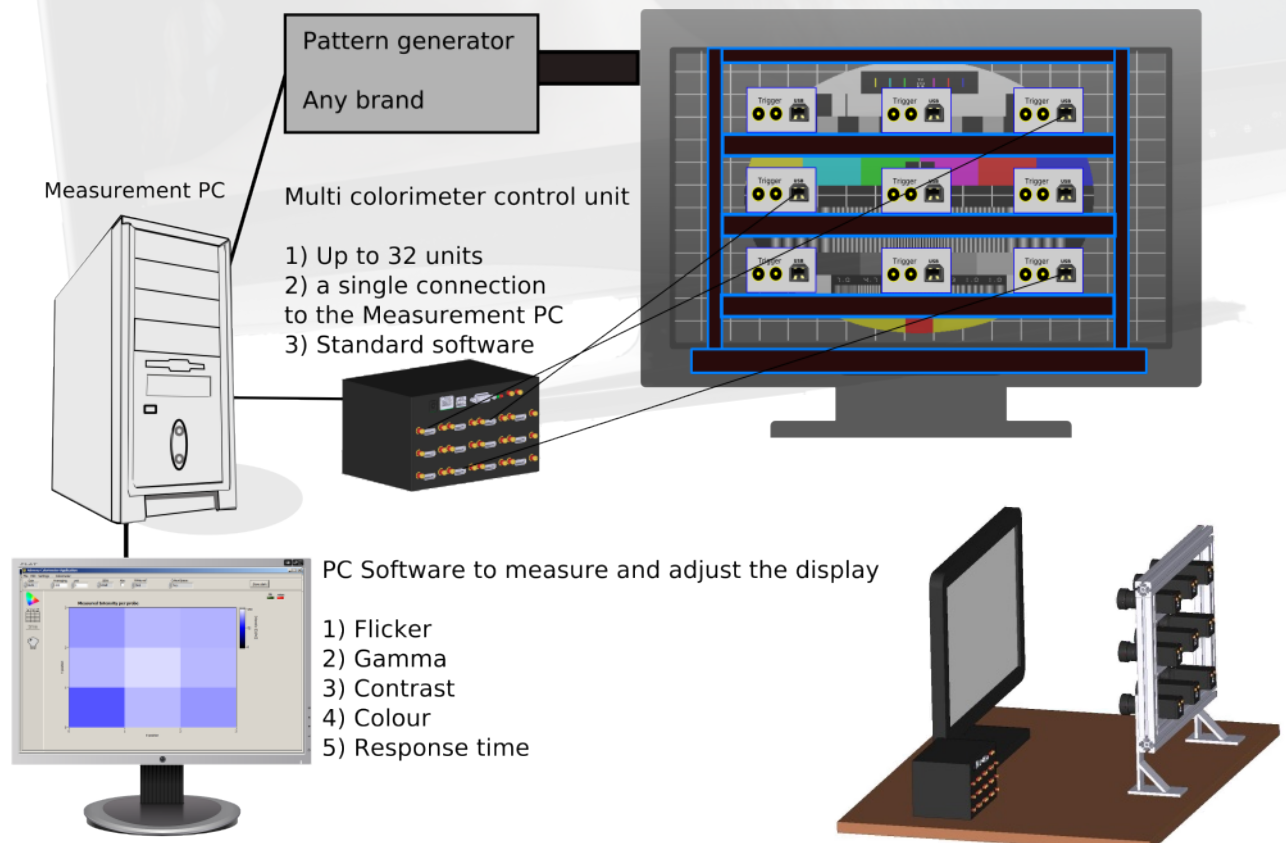 Pattern generator
Any brand
Measurement PC
Multi colorimeter control unit
1) Up to 32 units
2) a single connection
to the Measurement PC
3) Standard software
Trigger USB
Trigger USB
Trigger USB
Trigger USB
Trigger USB
Trigger USB
Trigger USB
Trigger USB
Trigger USB
PC Software to measure and adjust the display
1) Flicker
2) Gamma
3) Contrast
4) Colour
5) Response time
Measured Intensity per probe